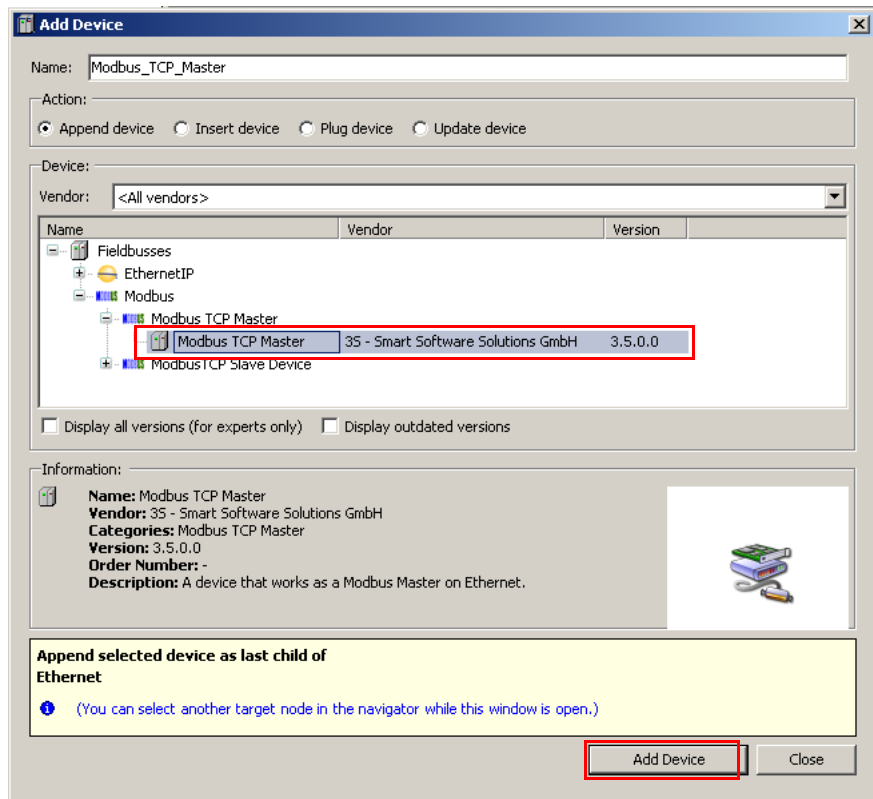 Add Device
Name: Modbus_TCP_Master
Action:
Append device Insert device Plug device Update device
Device:
Vendor: <All vendors>
Name Vendor Version
Fieldbusses
EthernetIP
MODBUS Modbus
MODBUS Modbus TCP Master
Modbus TCP Master 3S - Smart Software Solutions GmbH 3.5.0.0
MODBUS ModbusTCP Slave Device
Display all versions (for experts only) Display outdated versions
Information:
Name: Modbus TCP Master
Vendor: 3S - Smart Software Solutions GmbH
Categories: Modbus TCP Master
Version: 3.5.0.0
Order Number: -
Description: A device that works as a Modbus Master on Ethernet.
Append selected device as last child of
Ethernet
(You can select another target node in the navigator while this window is open.)
Add Device Close